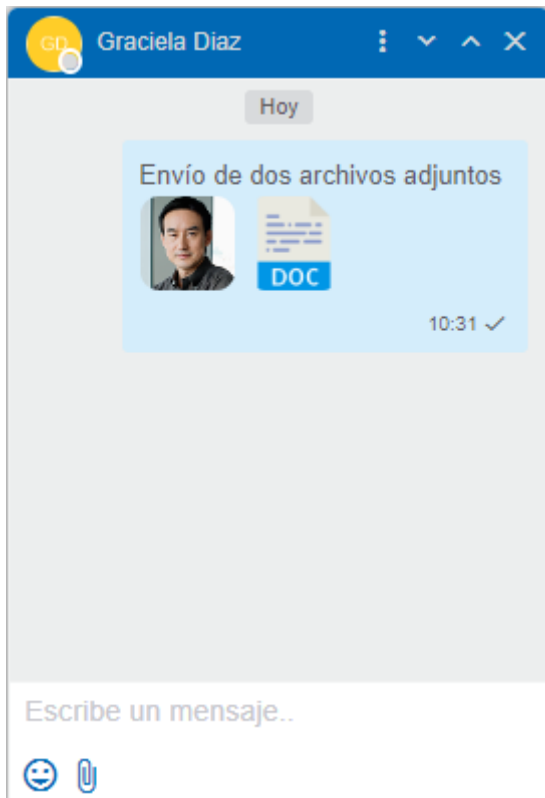 GD
Graciela Diaz
Hoy
Envío de dos archivos adjuntos
DOC
10:31
Escribe un mensaje..